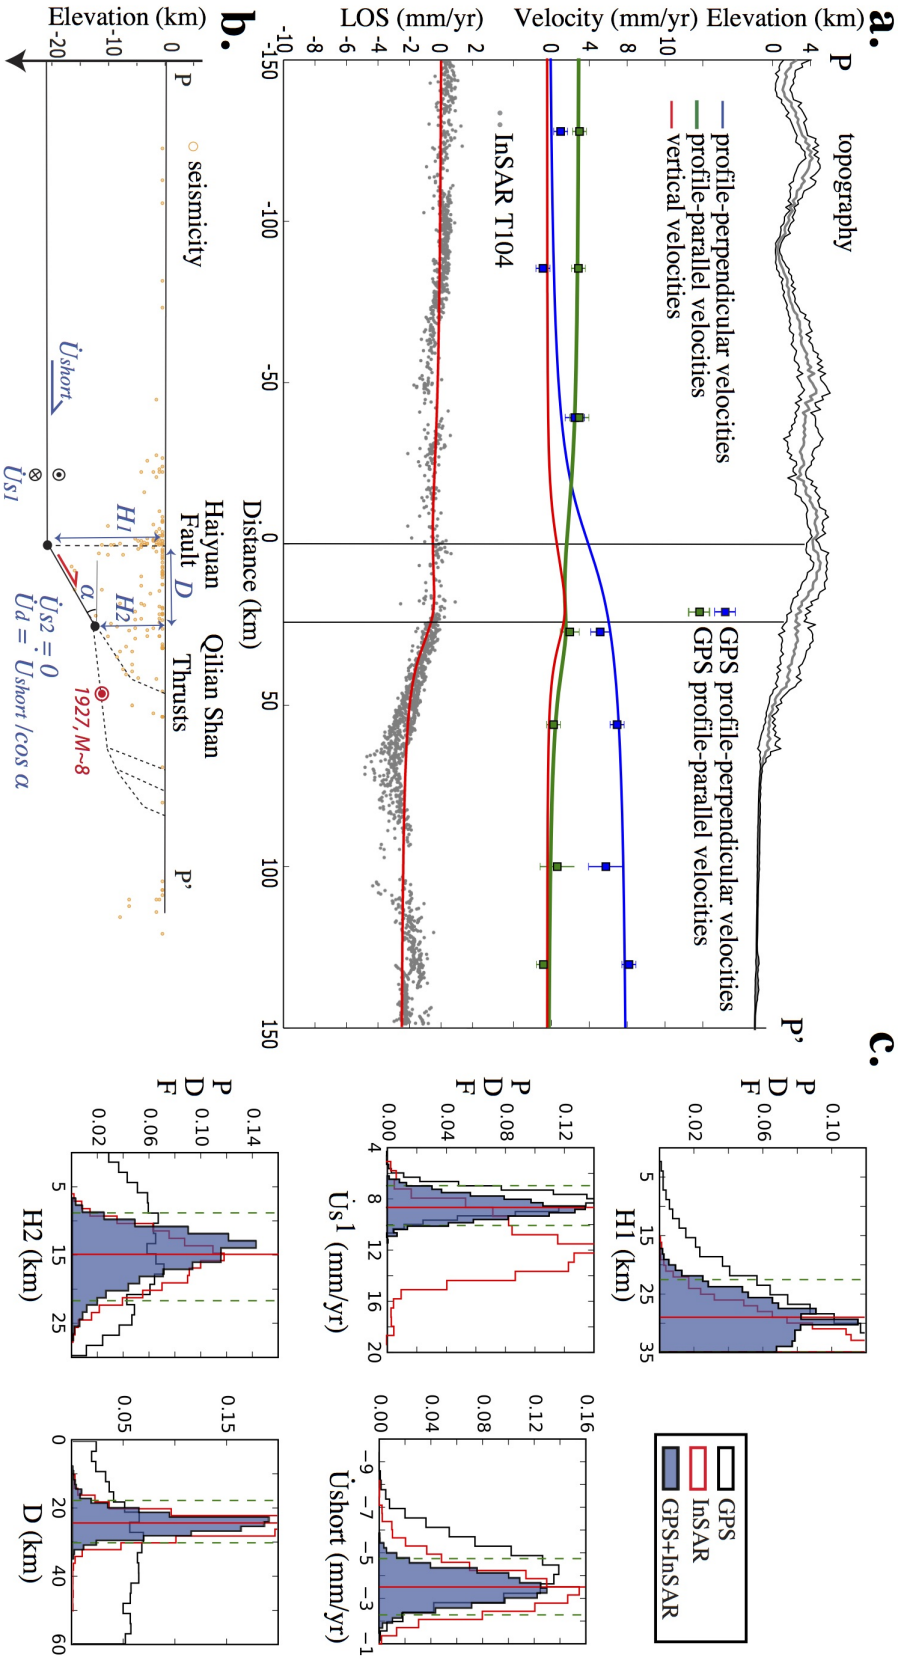 a.
P
topography
P'
Elevation (km)
0
4
Velocity (mm/yr)
0
4
8
10
profile-perpendicular velocities
profile-parallel velocities
vertical velocities
GPS profile-perpendicular velocities
GPS profile-parallel velocities
LOS (mm/yr)
-10
-8
-6
-4
-2
0
2
InSAR T104
-150
-100
-50
0
50
100
150
Distance (km)
b.
Haiyuan
Fault
Qilian Shan
Thrusts
Elevation (km)
0
-10
-20
P
P'
seismicity
D
H1
H2
α
U̇short
U̇s1
U̇s2 = 0
U̇d = U̇short /cos α
1927, M~8
c.
PDF
0.10
0.06
0.02
5
15
25
35
H1 (km)
GPS
InSAR
GPS+InSAR
PDF
0.12
0.08
0.04
0.00
4
8
12
16
20
U̇s1 (mm/yr)
0.16
0.12
0.08
0.04
0.00
−9
−7
−5
−3
−1
U̇short (mm/yr)
PDF
0.14
0.10
0.06
0.02
5
15
25
H2 (km)
0.15
0.05
0
20
40
60
D (km)